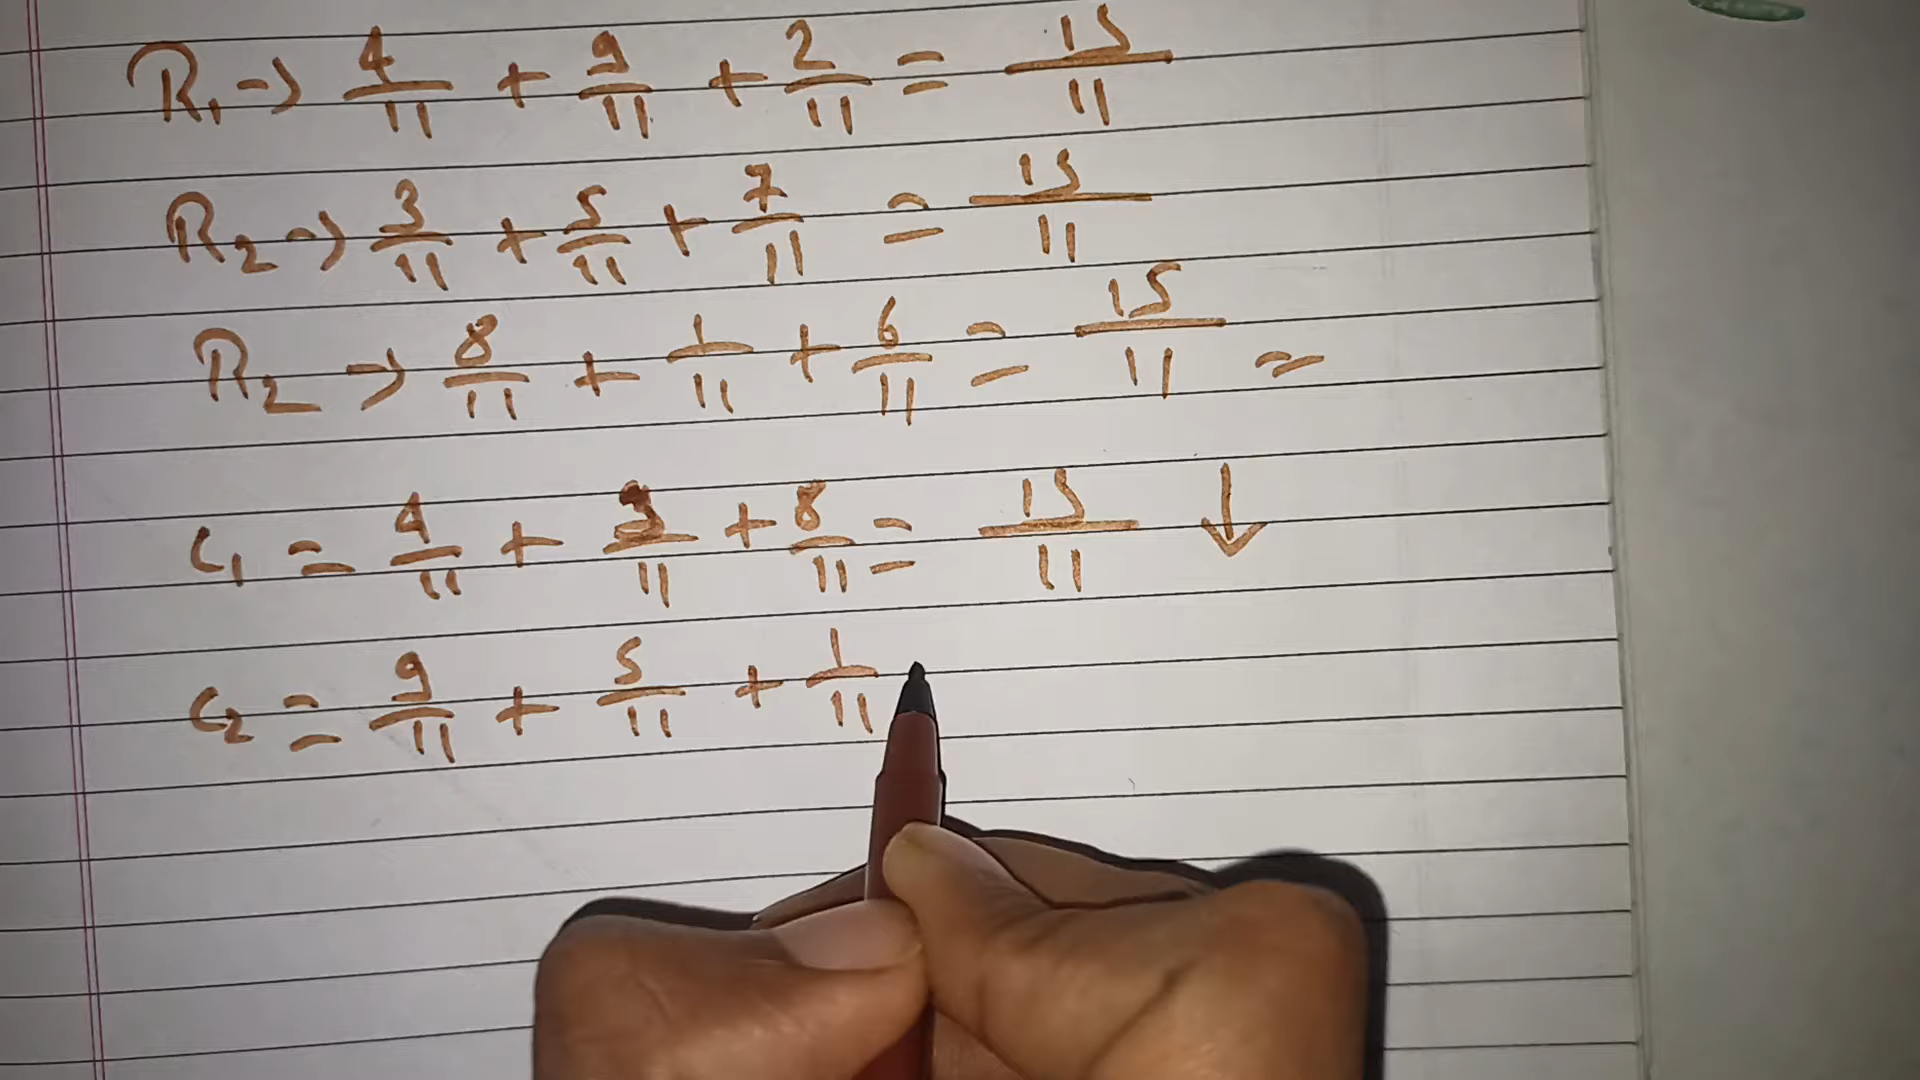 R1 → 4/11 + 9/11 + 2/11 = 15/11
R2 → 3/11 + 5/11 + 7/11 = 15/11
R2 → 8/11 + 1/11 + 6/11 = 15/11 =
C1 = 4/11 + 3/11 + 8/11 = 15/11 ↓
C2 = 9/11 + 5/11 + 1/11